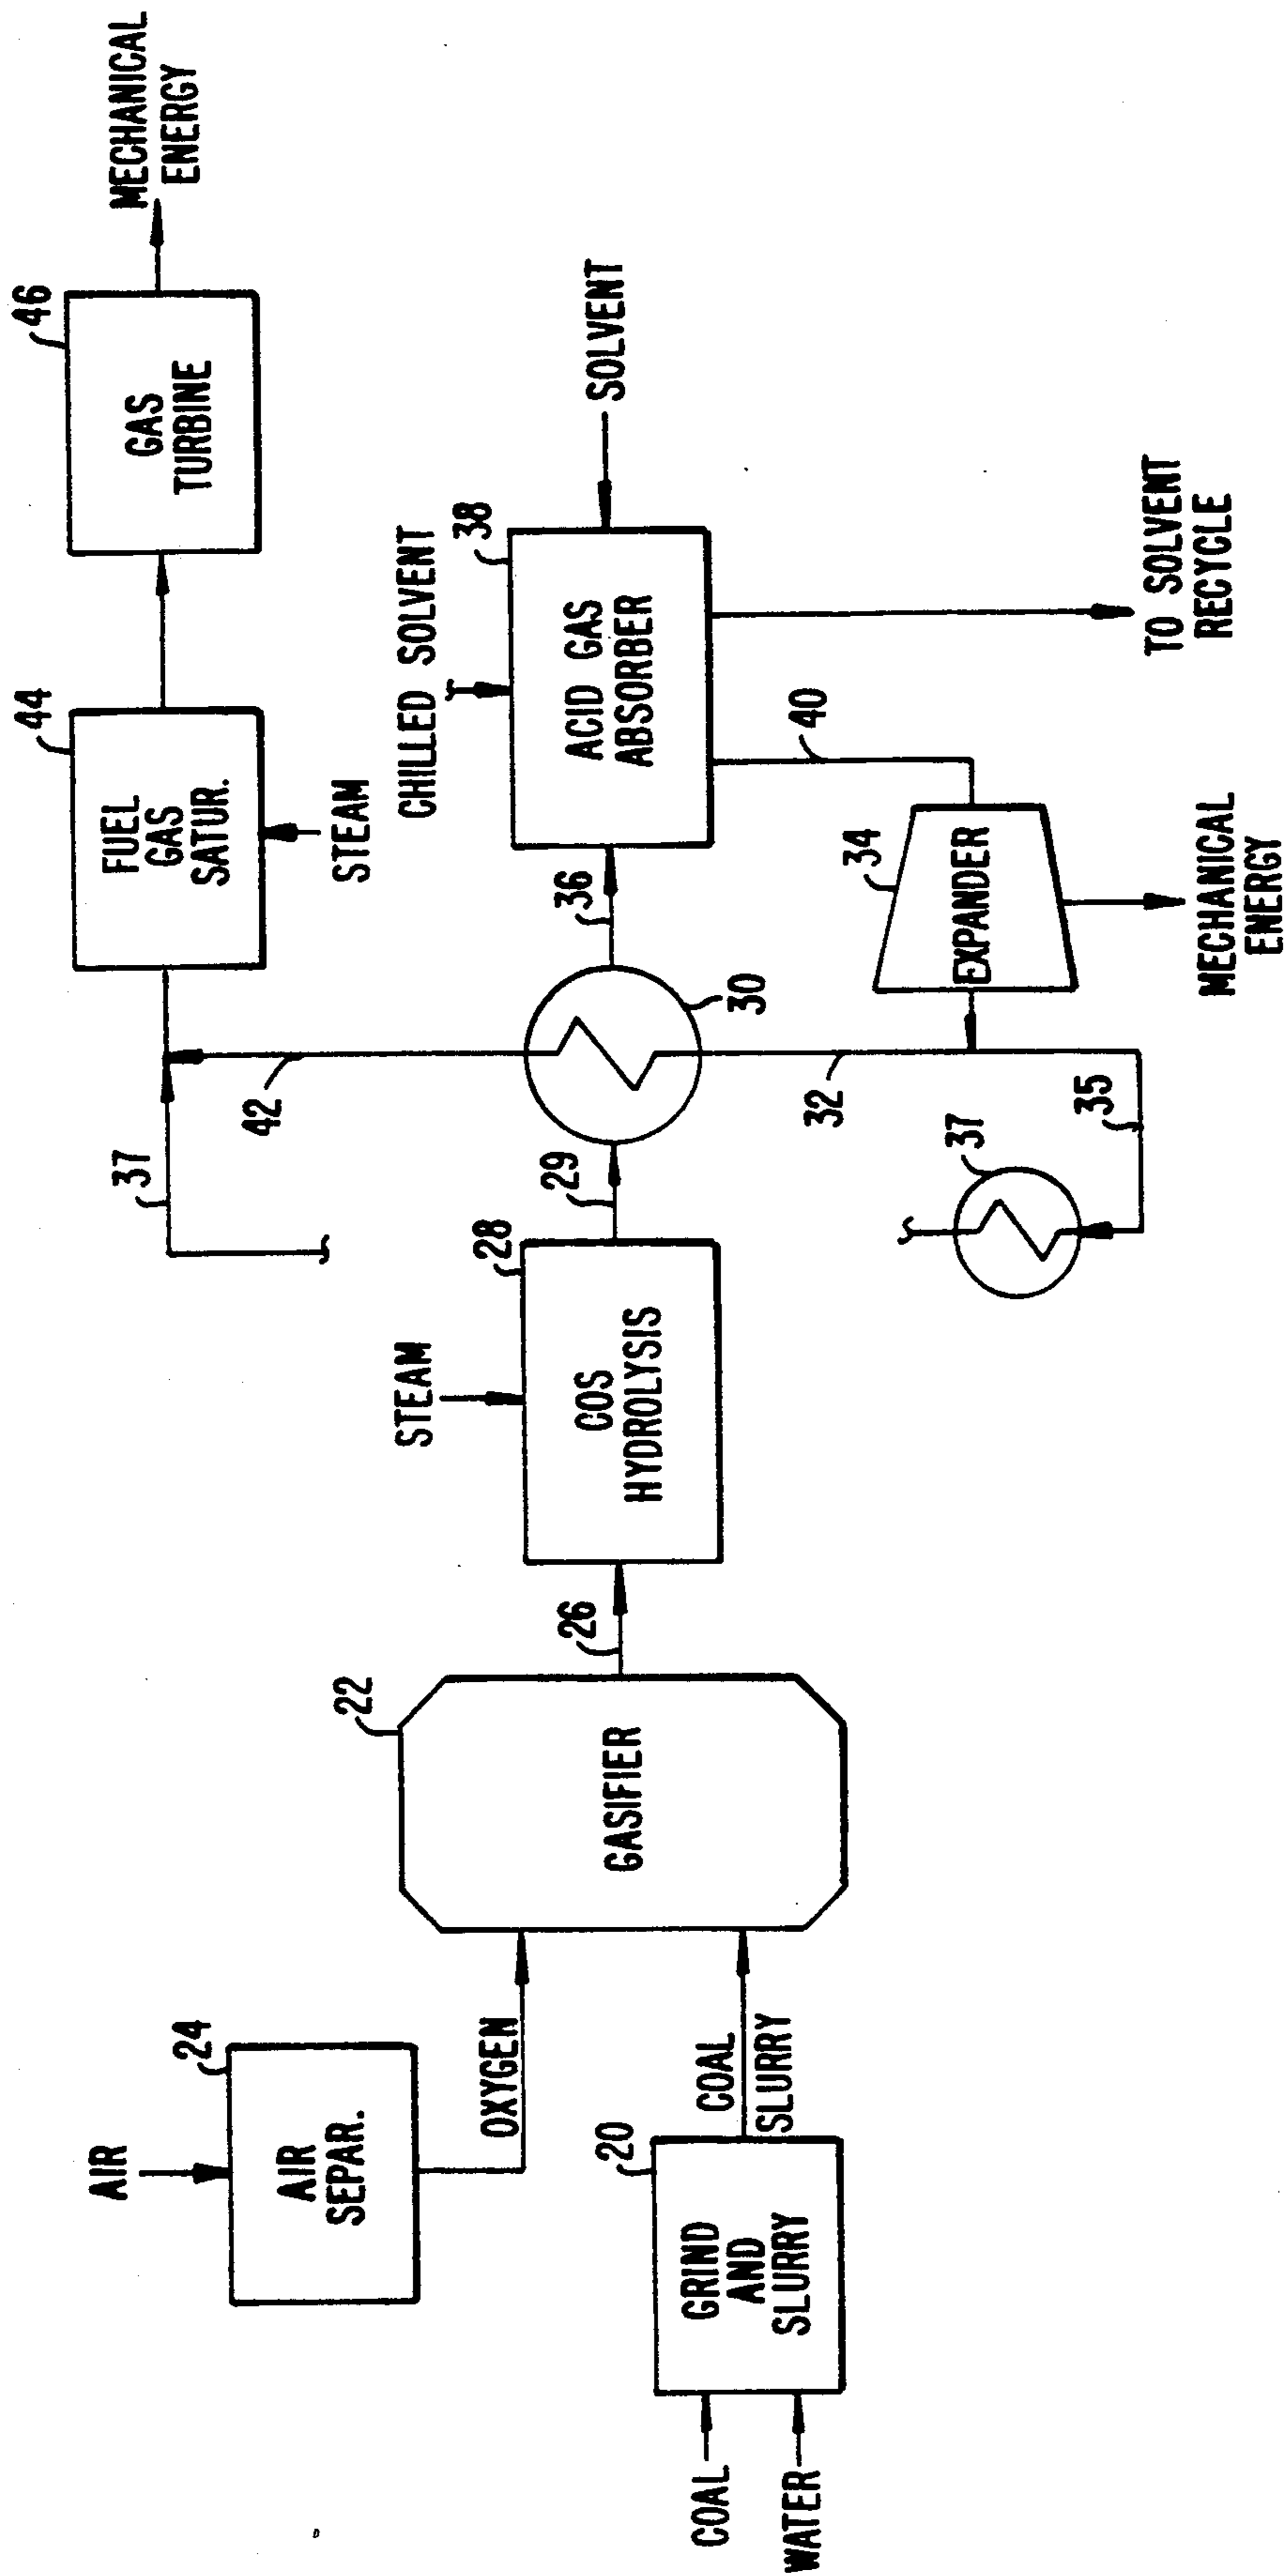 AIR
24
AIR
SEPAR.
OXYGEN
COAL
WATER
20
GRIND
AND
SLURRY
COAL
SLURRY
22
GASIFIER
26
STEAM
28
COS
HYDROLYSIS
29
30
36
CHILLED SOLVENT
38
ACID GAS
ABSORBER
SOLVENT
TO SOLVENT
RECYCLE
40
34
EXPANDER
MECHANICAL
ENERGY
32
35
37
42
37
44
FUEL
GAS
SATUR.
STEAM
46
GAS
TURBINE
MECHANICAL
ENERGY